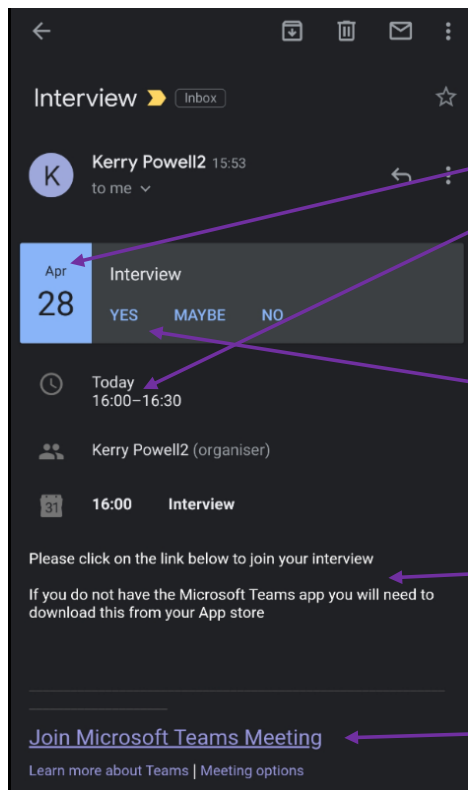 Interview Inbox
K
Kerry Powell2 15:53
to me
Apr
28
Interview
YES MAYBE NO
Today
16:00–16:30
Kerry Powell2 (organiser)
31
16:00 Interview
Please click on the link below to join your interview
If you do not have the Microsoft Teams app you will need to
download this from your App store
Join Microsoft Teams Meeting
Learn more about Teams | Meeting options